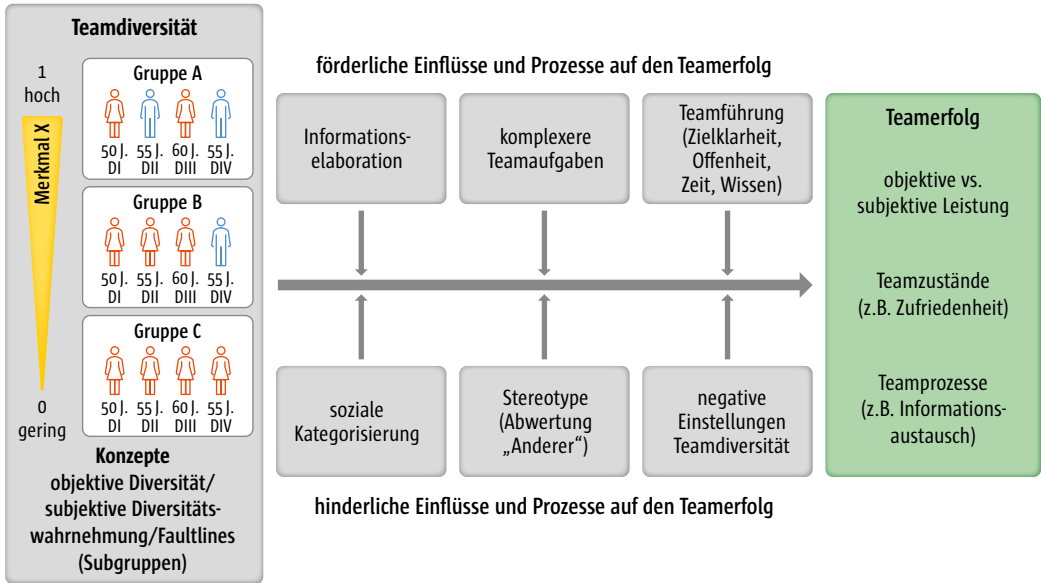 Teamdiversität
1
hoch
Merkmal X
0
gering
Gruppe A
50 J. 55 J. 60 J. 55 J.
DI DII DIII DIV
Gruppe B
50 J. 55 J. 60 J. 55 J.
DI DII DIII DIV
Gruppe C
50 J. 55 J. 60 J. 55 J.
DI DII DIII DIV
Konzepte
objektive Diversität/
subjektive Diversitäts-
wahrnehmung/Faultlines
(Subgruppen)
förderliche Einflüsse und Prozesse auf den Teamerfolg
Informations-
elaboration
komplexere
Teamaufgaben
Teamführung
(Zielklarheit,
Offenheit,
Zeit, Wissen)
soziale
Kategorisierung
Stereotype
(Abwertung
„Anderer“)
negative
Einstellungen
Teamdiversität
hinderliche Einflüsse und Prozesse auf den Teamerfolg
Teamerfolg
objektive vs.
subjektive Leistung
Teamzustände
(z.B. Zufriedenheit)
Teamprozesse
(z.B. Informations-
austausch)